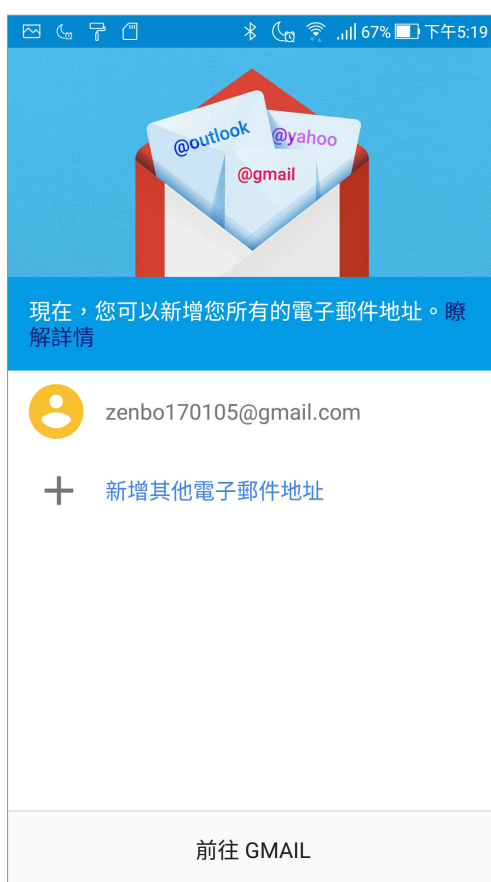 67% 下午5:19
@outlook
@yahoo
@gmail
現在，您可以新增您所有的電子郵件地址。瞭
解詳情
zenbo170105@gmail.com
新增其他電子郵件地址
前往 GMAIL